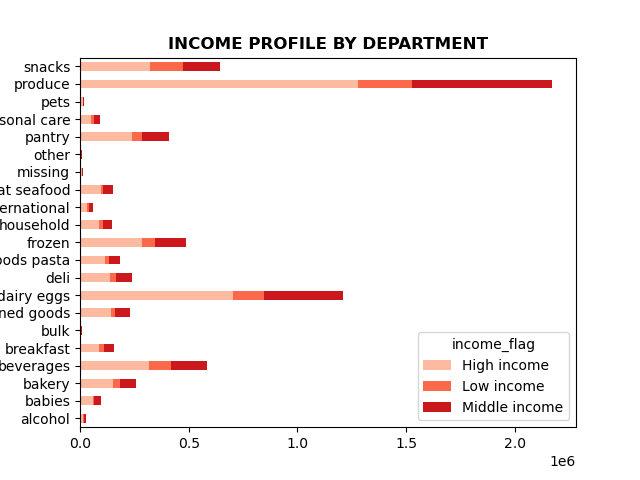 INCOME PROFILE BY DEPARTMENT
snacks
produce
pets
sonal care
pantry
other
missing
at seafood
ernational
household
frozen
oods pasta
deli
dairy eggs
ned goods
bulk
breakfast
beverages
bakery
babies
alcohol
income_flag
High income
Low income
Middle income
0.0 0.5 1.0 1.5 2.0
1e6